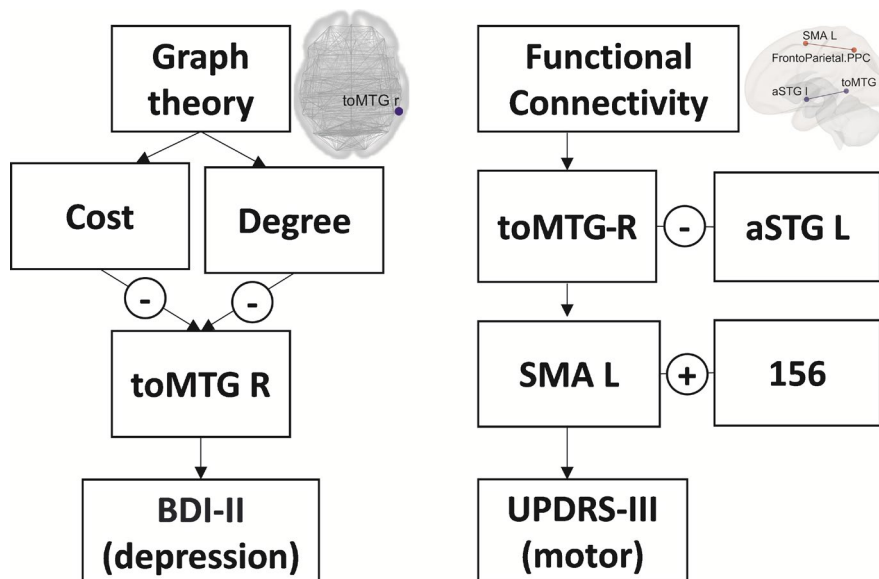 Graph
theory
toMTG r
Cost
Degree
-
-
toMTG R
BDI-II
(depression)
Functional
Connectivity
SMA L
FrontoParietal.PPC
aSTG l
toMTG
toMTG-R
-
aSTG L
SMA L
+
156
UPDRS-III
(motor)